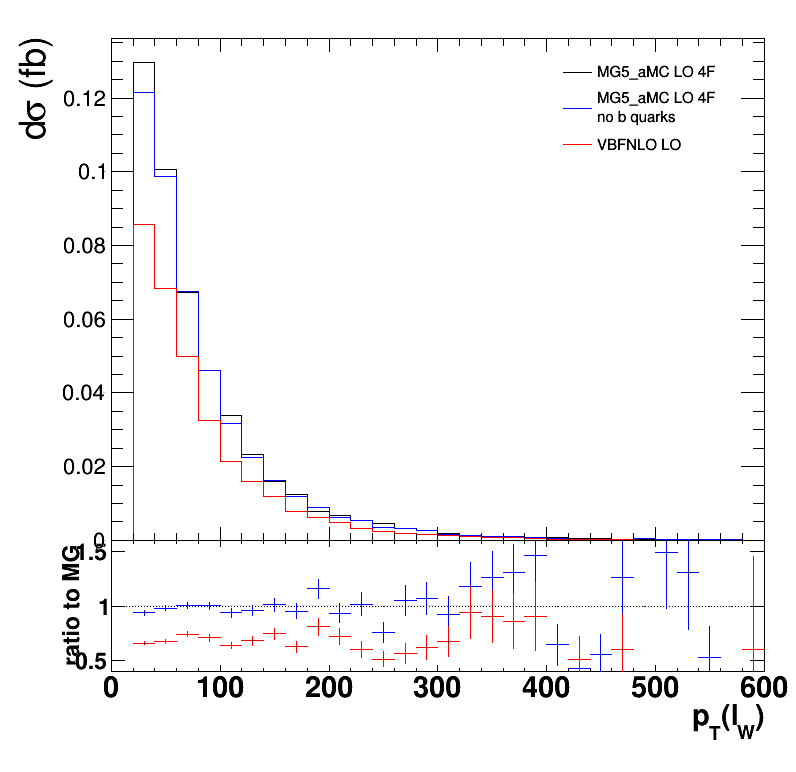 dσ (fb)
MG5_aMC LO 4F
MG5_aMC LO 4F
no b quarks
VBFNLO LO
0.12
0.1
0.08
0.06
0.04
0.02
0
ratio to MG
1.5
1
0.5
0 100 200 300 400 500 600
p_T(l_W)